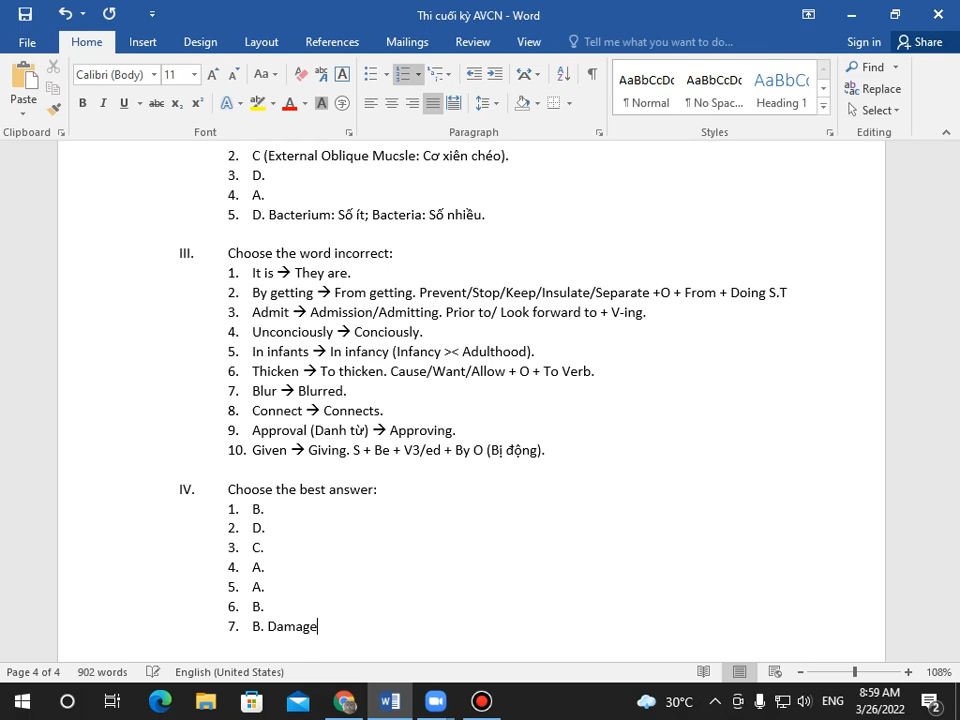 Thi cuối kỳ AVCN - Word
File Home Insert Design Layout References Mailings Review View Tell me what you want to do... Sign in Share
Paste Calibri (Body) 11 Aa AaBbCcDc AaBbCcDc AaBbCc Find
B I U abc x₂ x² A ¶ Normal ¶ No Spac... Heading 1 Replace
Select
Clipboard Font Paragraph Styles Editing
2. C (External Oblique Mucsle: Cơ xiên chéo).
3. D.
4. A.
5. D. Bacterium: Số ít; Bacteria: Số nhiều.
III. Choose the word incorrect:
1. It is → They are.
2. By getting → From getting. Prevent/Stop/Keep/Insulate/Separate +O + From + Doing S.T
3. Admit → Admission/Admitting. Prior to/ Look forward to + V-ing.
4. Unconciously → Conciously.
5. In infants → In infancy (Infancy >< Adulthood).
6. Thicken → To thicken. Cause/Want/Allow + O + To Verb.
7. Blur → Blurred.
8. Connect → Connects.
9. Approval (Danh từ) → Approving.
10. Given → Giving. S + Be + V3/ed + By O (Bị động).
IV. Choose the best answer:
1. B.
2. D.
3. C.
4. A.
5. A.
6. B.
7. B. Damage
Page 4 of 4 902 words English (United States) 108%
30°C ENG 8:59 AM
3/26/2022 2